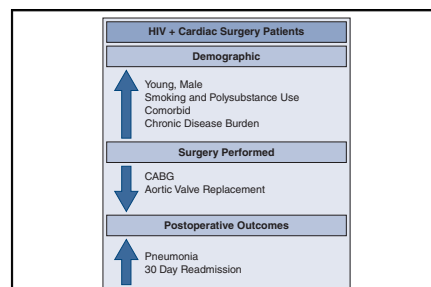 HIV + Cardiac Surgery Patients
Demographic
Young, Male
Smoking and Polysubstance Use
Comorbid
Chronic Disease Burden
Surgery Performed
CABG
Aortic Valve Replacement
Postoperative Outcomes
Pneumonia
30 Day Readmission